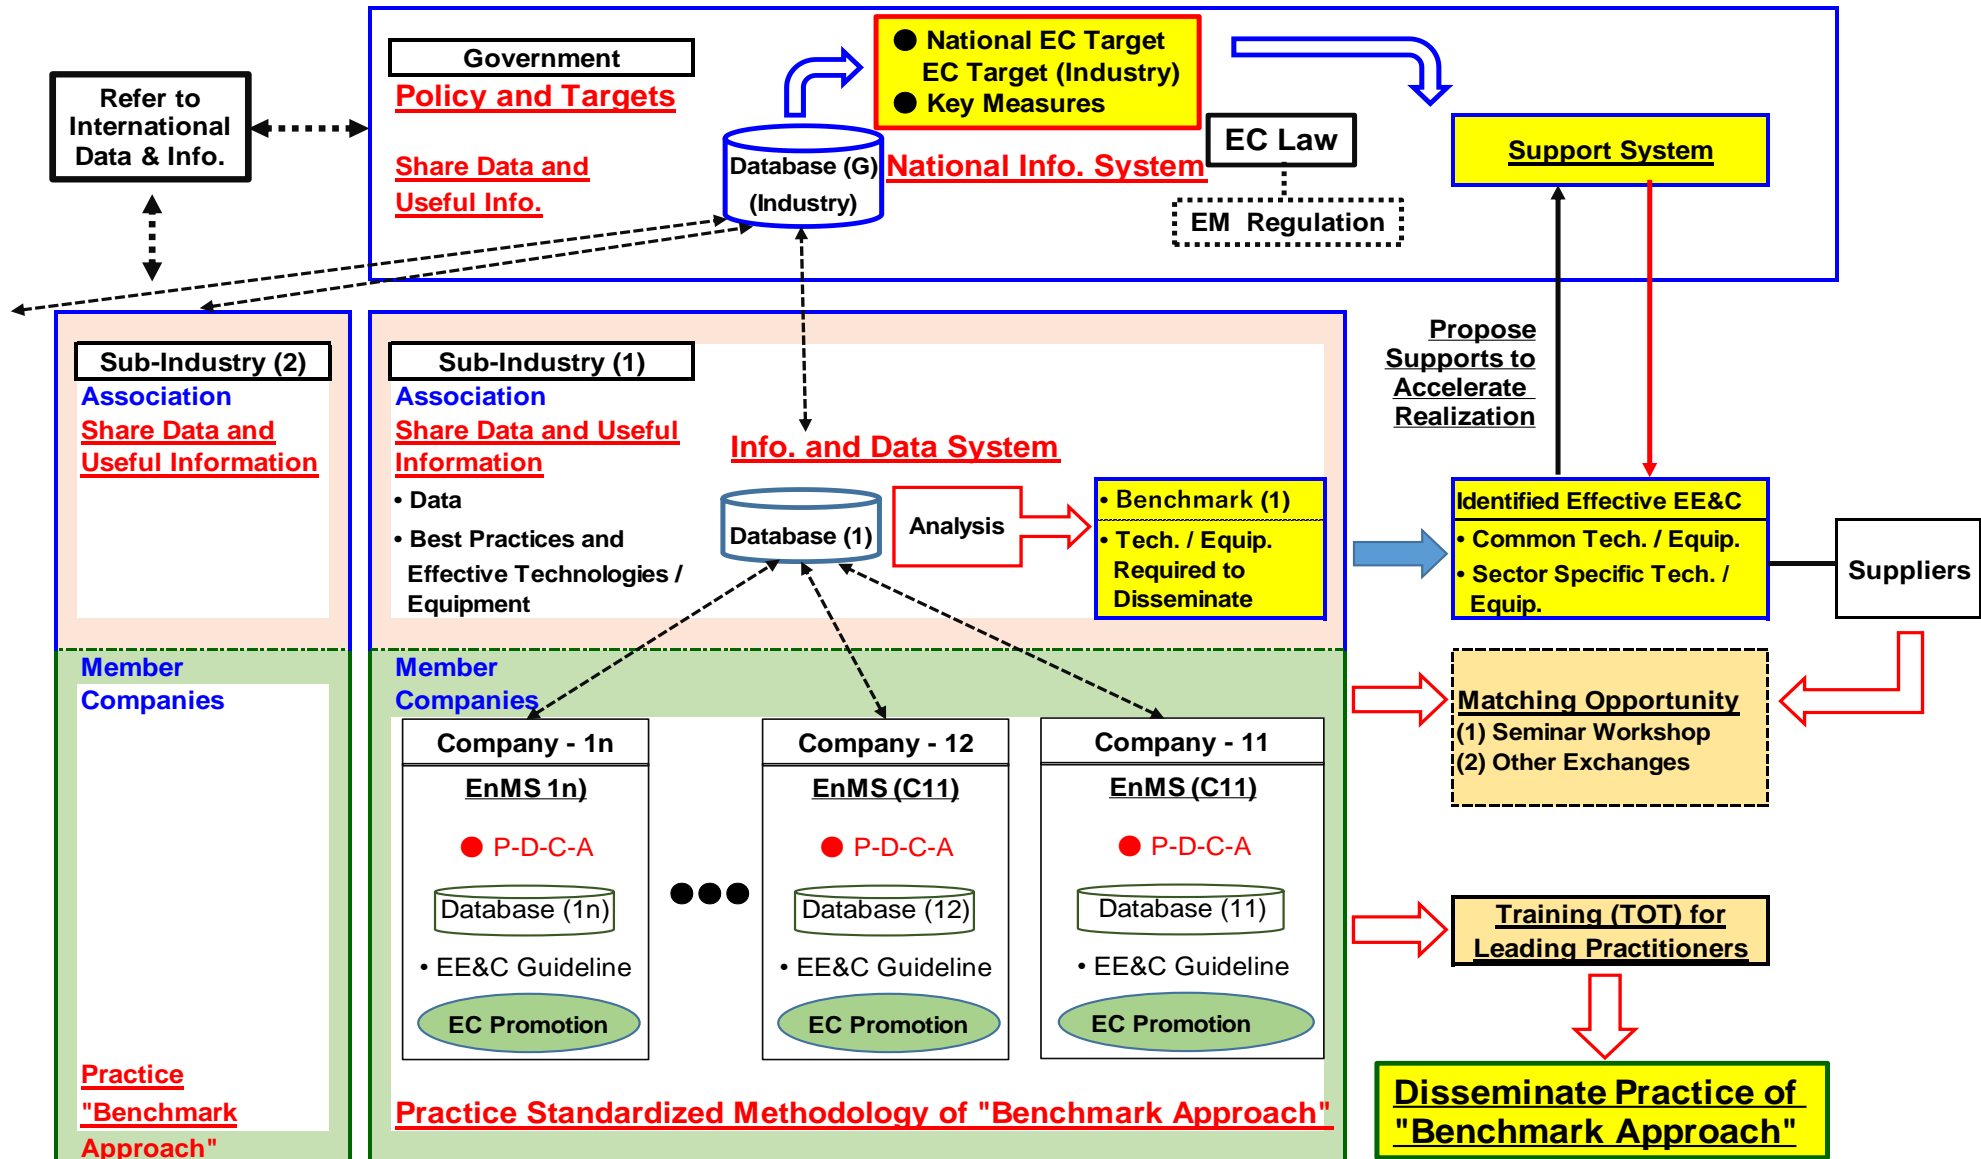 Refer to
International
Data & Info.
Government
Policy and Targets
Share Data and
Useful Info.
Database (G)
(Industry)
● National EC Target
EC Target (Industry)
● Key Measures
National Info. System
EC Law
EM Regulation
Support System
Propose
Supports to
Accelerate
Realization
Sub-Industry (2)
Association
Share Data and
Useful Information
Member
Companies
Practice
"Benchmark
Approach"
Sub-Industry (1)
Association
Share Data and Useful
Information
• Data
• Best Practices and
Effective Technologies /
Equipment
Info. and Data System
Database (1)
Analysis
• Benchmark (1)
• Tech. / Equip.
Required to
Disseminate
Identified Effective EE&C
• Common Tech. / Equip.
• Sector Specific Tech. /
Equip.
Suppliers
Member
Companies
Company - 1n
EnMS 1n)
● P-D-C-A
Database (1n)
• EE&C Guideline
EC Promotion
●●●
Company - 12
EnMS (C11)
● P-D-C-A
Database (12)
• EE&C Guideline
EC Promotion
Company - 11
EnMS (C11)
● P-D-C-A
Database (11)
• EE&C Guideline
EC Promotion
Practice Standardized Methodology of "Benchmark Approach"
Matching Opportunity
(1) Seminar Workshop
(2) Other Exchanges
Training (TOT) for
Leading Practitioners
Disseminate Practice of
"Benchmark Approach"